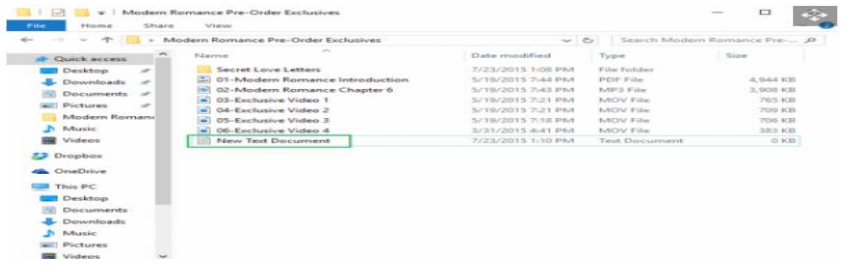 Modern Romance Pre-Order Exclusives
File Home Share View
Modern Romance Pre-Order Exclusives Search Modern Romance Pre-...
Name Date modified Type Size
Quick access
Desktop
Downloads
Documents
Pictures
Modern Romanc
Music
Videos
Dropbox
OneDrive
This PC
Desktop
Documents
Downloads
Music
Pictures
Videos
Secret Love Letters 7/23/2015 1:08 PM File folder
01-Modern Romance Introduction 5/19/2015 7:44 PM PDF File 4,944 KB
02-Modern Romance Chapter 6 5/19/2015 7:43 PM MP3 File 3,908 KB
03-Exclusive Video 1 5/19/2015 7:21 PM MOV File 765 KB
04-Exclusive Video 2 5/19/2015 7:21 PM MOV File 709 KB
05-Exclusive Video 3 5/19/2015 7:18 PM MOV File 706 KB
06-Exclusive Video 4 3/31/2015 4:41 PM MOV File 383 KB
New Text Document 7/23/2015 1:10 PM Text Document 0 KB